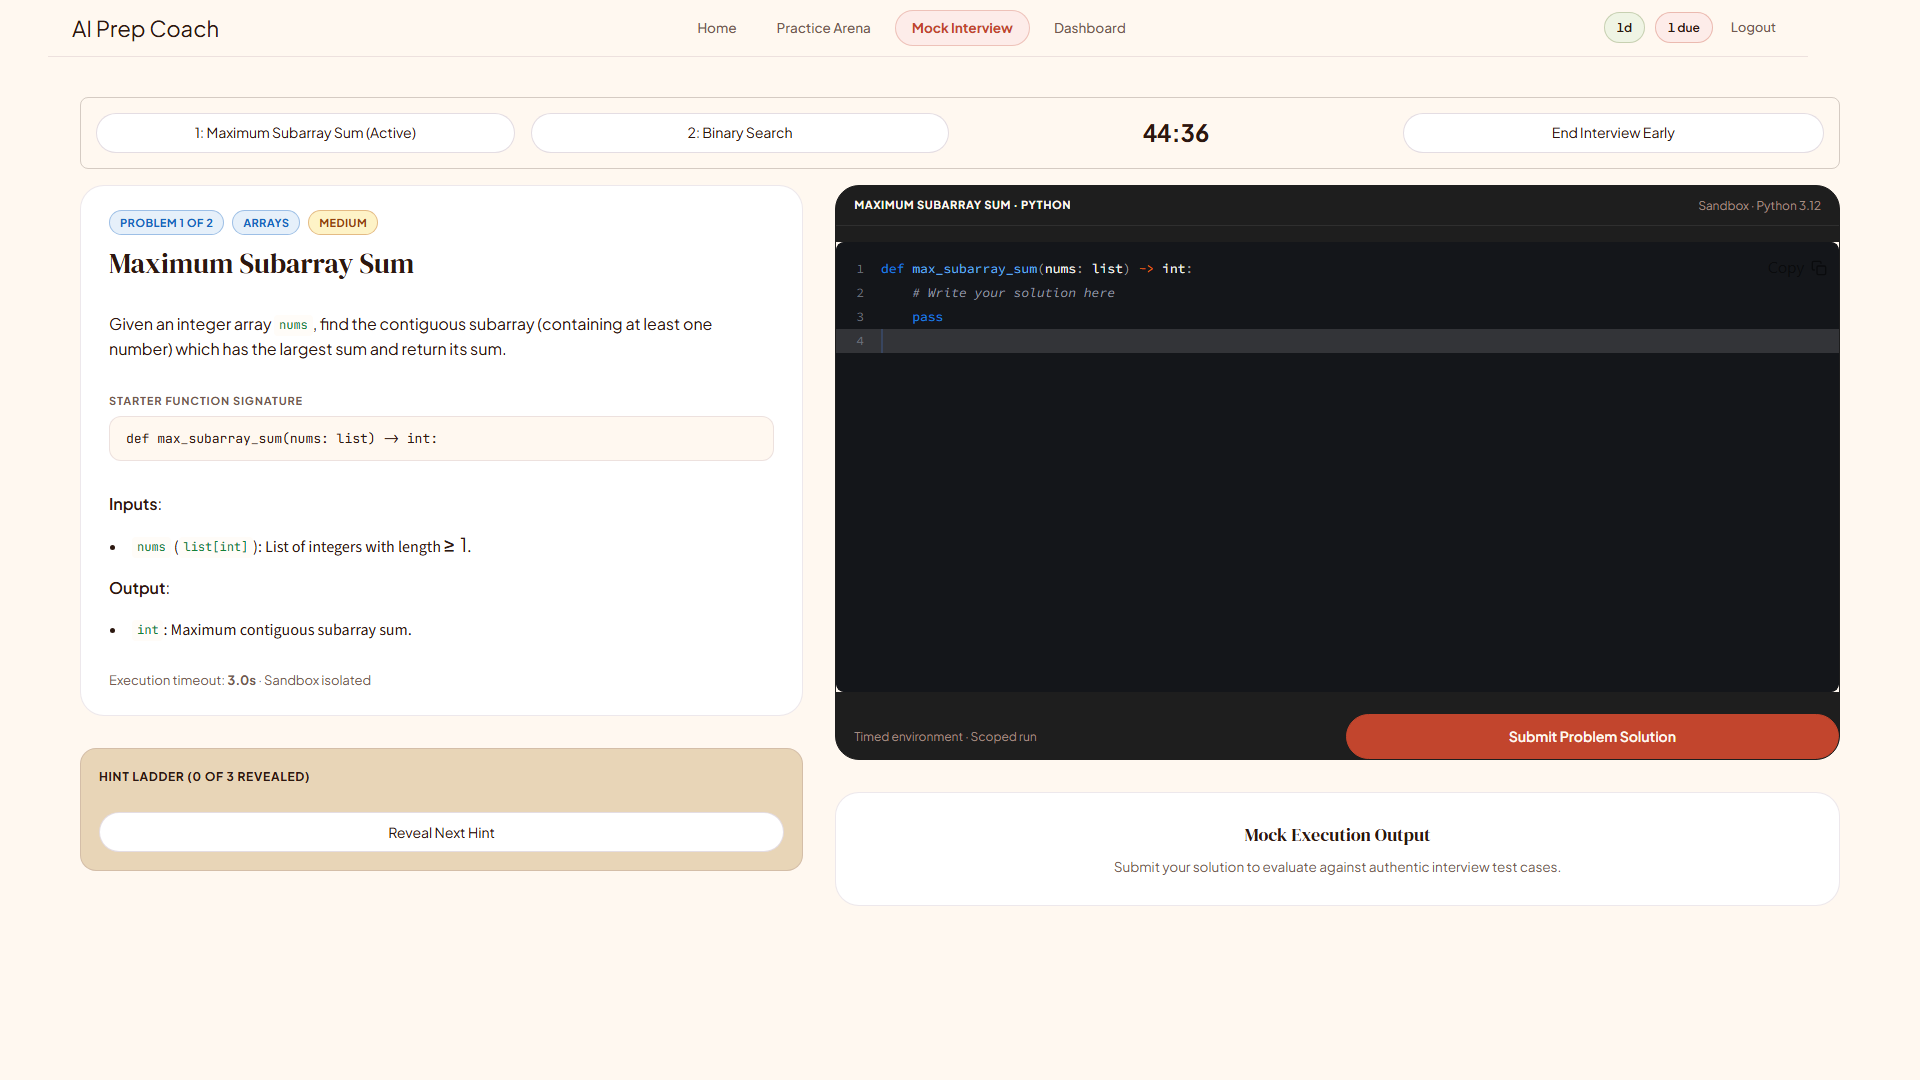 AI Prep Coach
Home
Practice Arena
Mock Interview
Dashboard
1d
1 due
Logout
1: Maximum Subarray Sum (Active)
2: Binary Search
44:36
End Interview Early
PROBLEM 1 OF 2
ARRAYS
MEDIUM
Maximum Subarray Sum
Given an integer array nums, find the contiguous subarray (containing at least one
number) which has the largest sum and return its sum.
STARTER FUNCTION SIGNATURE
def max_subarray_sum(nums: list) -> int:
Inputs:
• nums (list[int]): List of integers with length ≥ 1.
Output:
• int: Maximum contiguous subarray sum.
Execution timeout: 3.0s · Sandbox isolated
HINT LADDER (0 OF 3 REVEALED)
Reveal Next Hint
MAXIMUM SUBARRAY SUM · PYTHON
Sandbox · Python 3.12
Copy
1 def max_subarray_sum(nums: list) -> int:
2     # Write your solution here
3     pass
4
Timed environment · Scoped run
Submit Problem Solution
Mock Execution Output
Submit your solution to evaluate against authentic interview test cases.